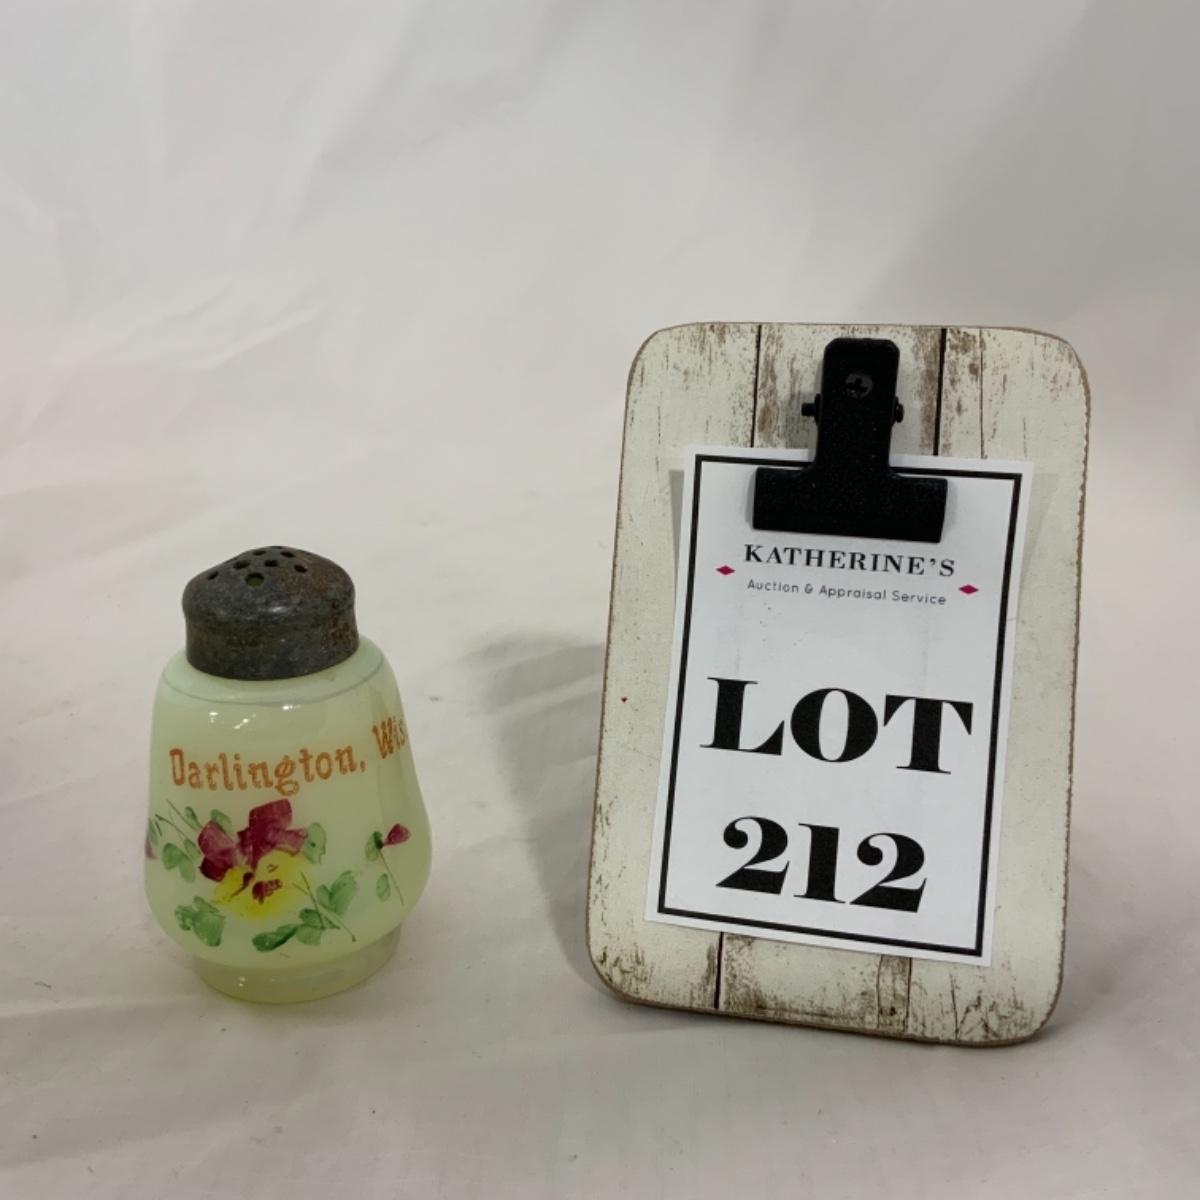 Darlington, Wis
KATHERINE'S
Auction & Appraisal Service
LOT
212